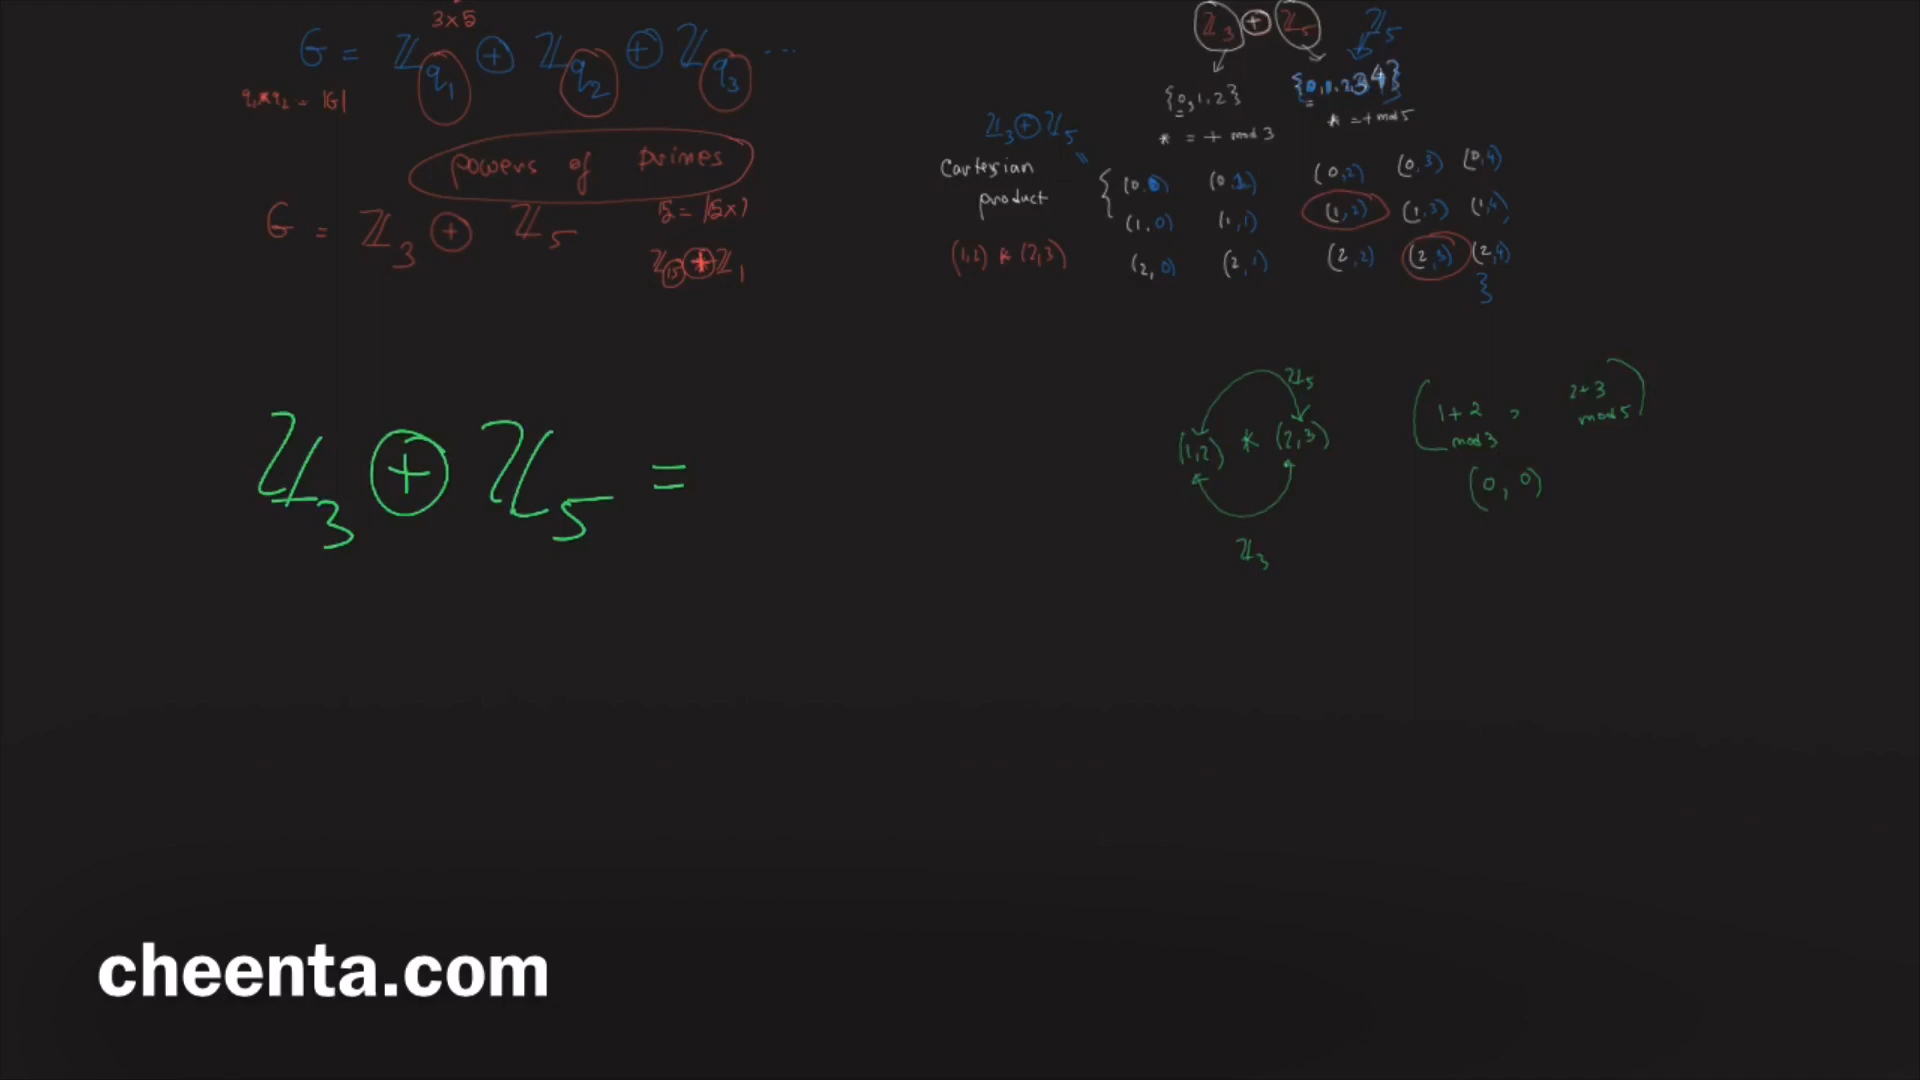 3×5
G = ℤq₁ ⊕ ℤq₂ ⊕ ℤq₃ ...
q₁*q₂ = |G|
powers of primes
G = ℤ₃ ⊕ ℤ₅
ℤ₁₅ ⊕ ℤ₁
ℤ₃ ⊕ ℤ₅ =
ℤ₃ ⊕ ℤ₅ ℤ₅
{0,1,2} {0,1,2,3,4}
* = + mod 3 * = + mod 5
ℤ₃⊕ℤ₅ =
Cartesian product
{(0,0) (0,1) (0,2) (0,3) (0,4)
(1,0) (1,1) (1,2) (1,3) (1,4),
(2,0) (2,1) (2,2) (2,3) (2,4)
}
(1,2) * (2,3)
ℤ₅
(1,2) * (2,3)
ℤ₃
(1+2 mod 3 , 2+3 mod 5)
(0, 0)
cheenta.com